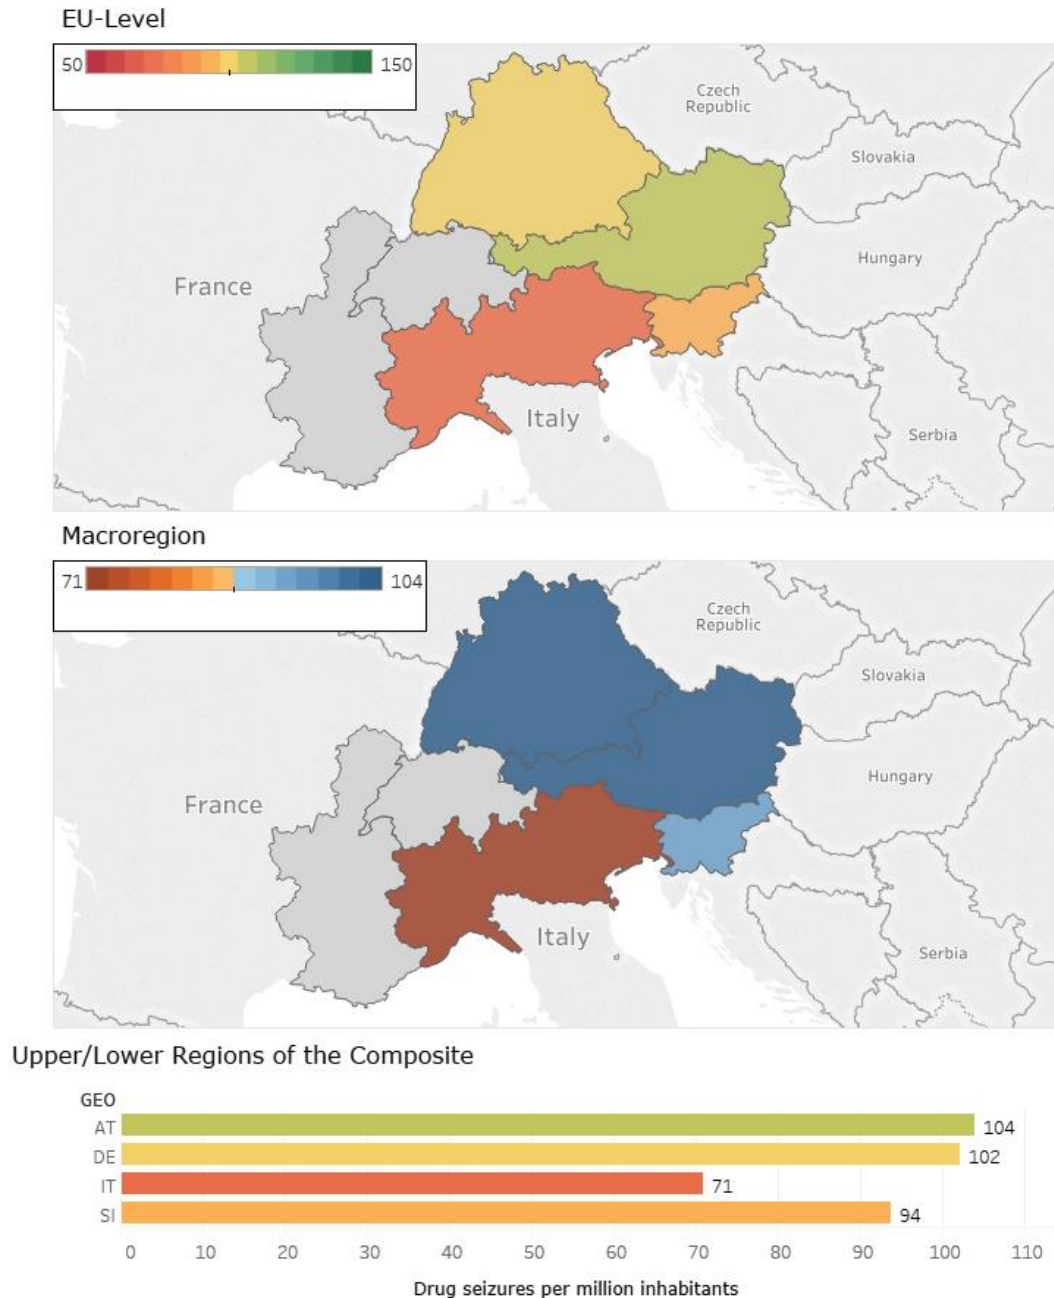 EU-Level
50 150
Czech
Republic
Slovakia
Hungary
France
Italy
Serbia
Macroregion
71 104
Czech
Republic
Slovakia
Hungary
France
Italy
Serbia
Upper/Lower Regions of the Composite
GEO
AT 104
DE 102
IT 71
SI 94
0 10 20 30 40 50 60 70 80 90 100 110
Drug seizures per million inhabitants